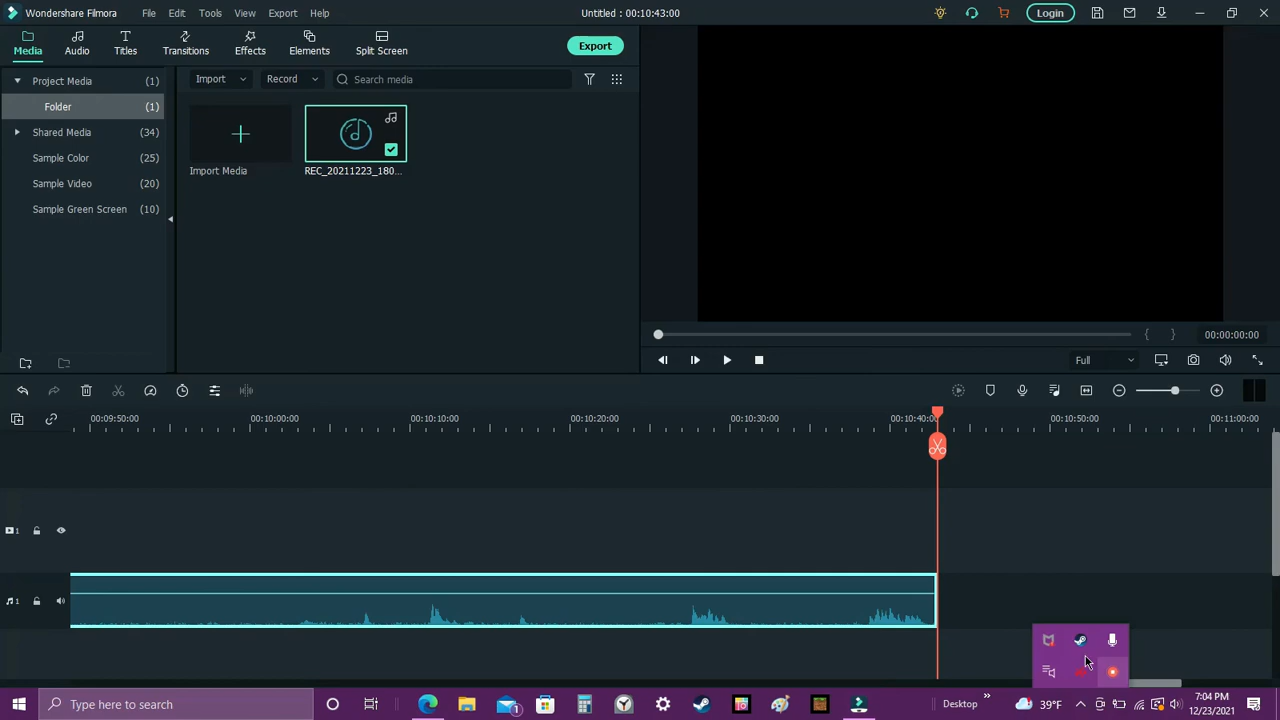 Wondershare Filmora File Edit Tools View Export Help Untitled : 00:10:43:00 Login
Media Audio Titles Transitions Effects Elements Split Screen Export
Project Media (1) Import Record Search media
Folder (1)
Shared Media (34)
Sample Color (25)
Import Media REC_20211223_180...
Sample Video (20)
Sample Green Screen (10)
{ } 00:00:00:00
Full
00:09:50:00 00:10:00:00 00:10:10:00 00:10:20:00 00:10:30:00 00:10:40:00 00:10:50:00 00:11:00:00
1
1
Type here to search 1 Desktop » 39°F 7:04 PM
12/23/2021